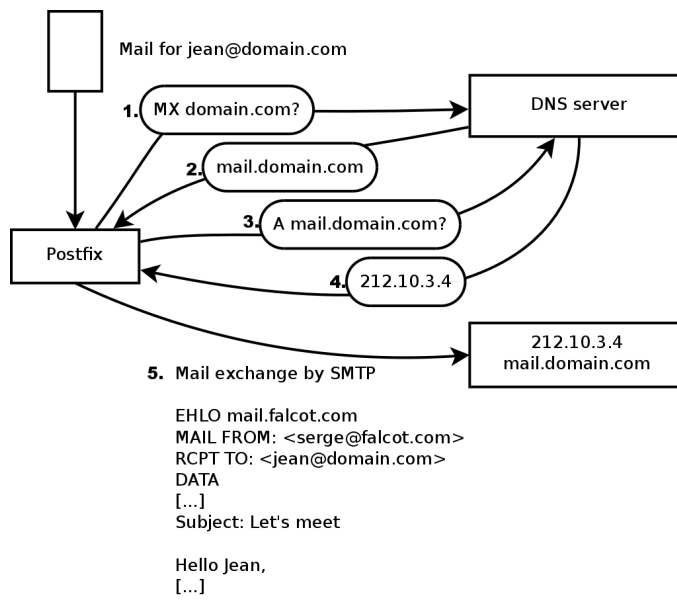 Mail for jean@domain.com
1. MX domain.com?
DNS server
2. mail.domain.com
3. A mail.domain.com?
Postfix
4. 212.10.3.4
212.10.3.4
mail.domain.com
5. Mail exchange by SMTP
EHLO mail.falcot.com
MAIL FROM: <serge@falcot.com>
RCPT TO: <jean@domain.com>
DATA
[...]
Subject: Let's meet
Hello Jean,
[...]